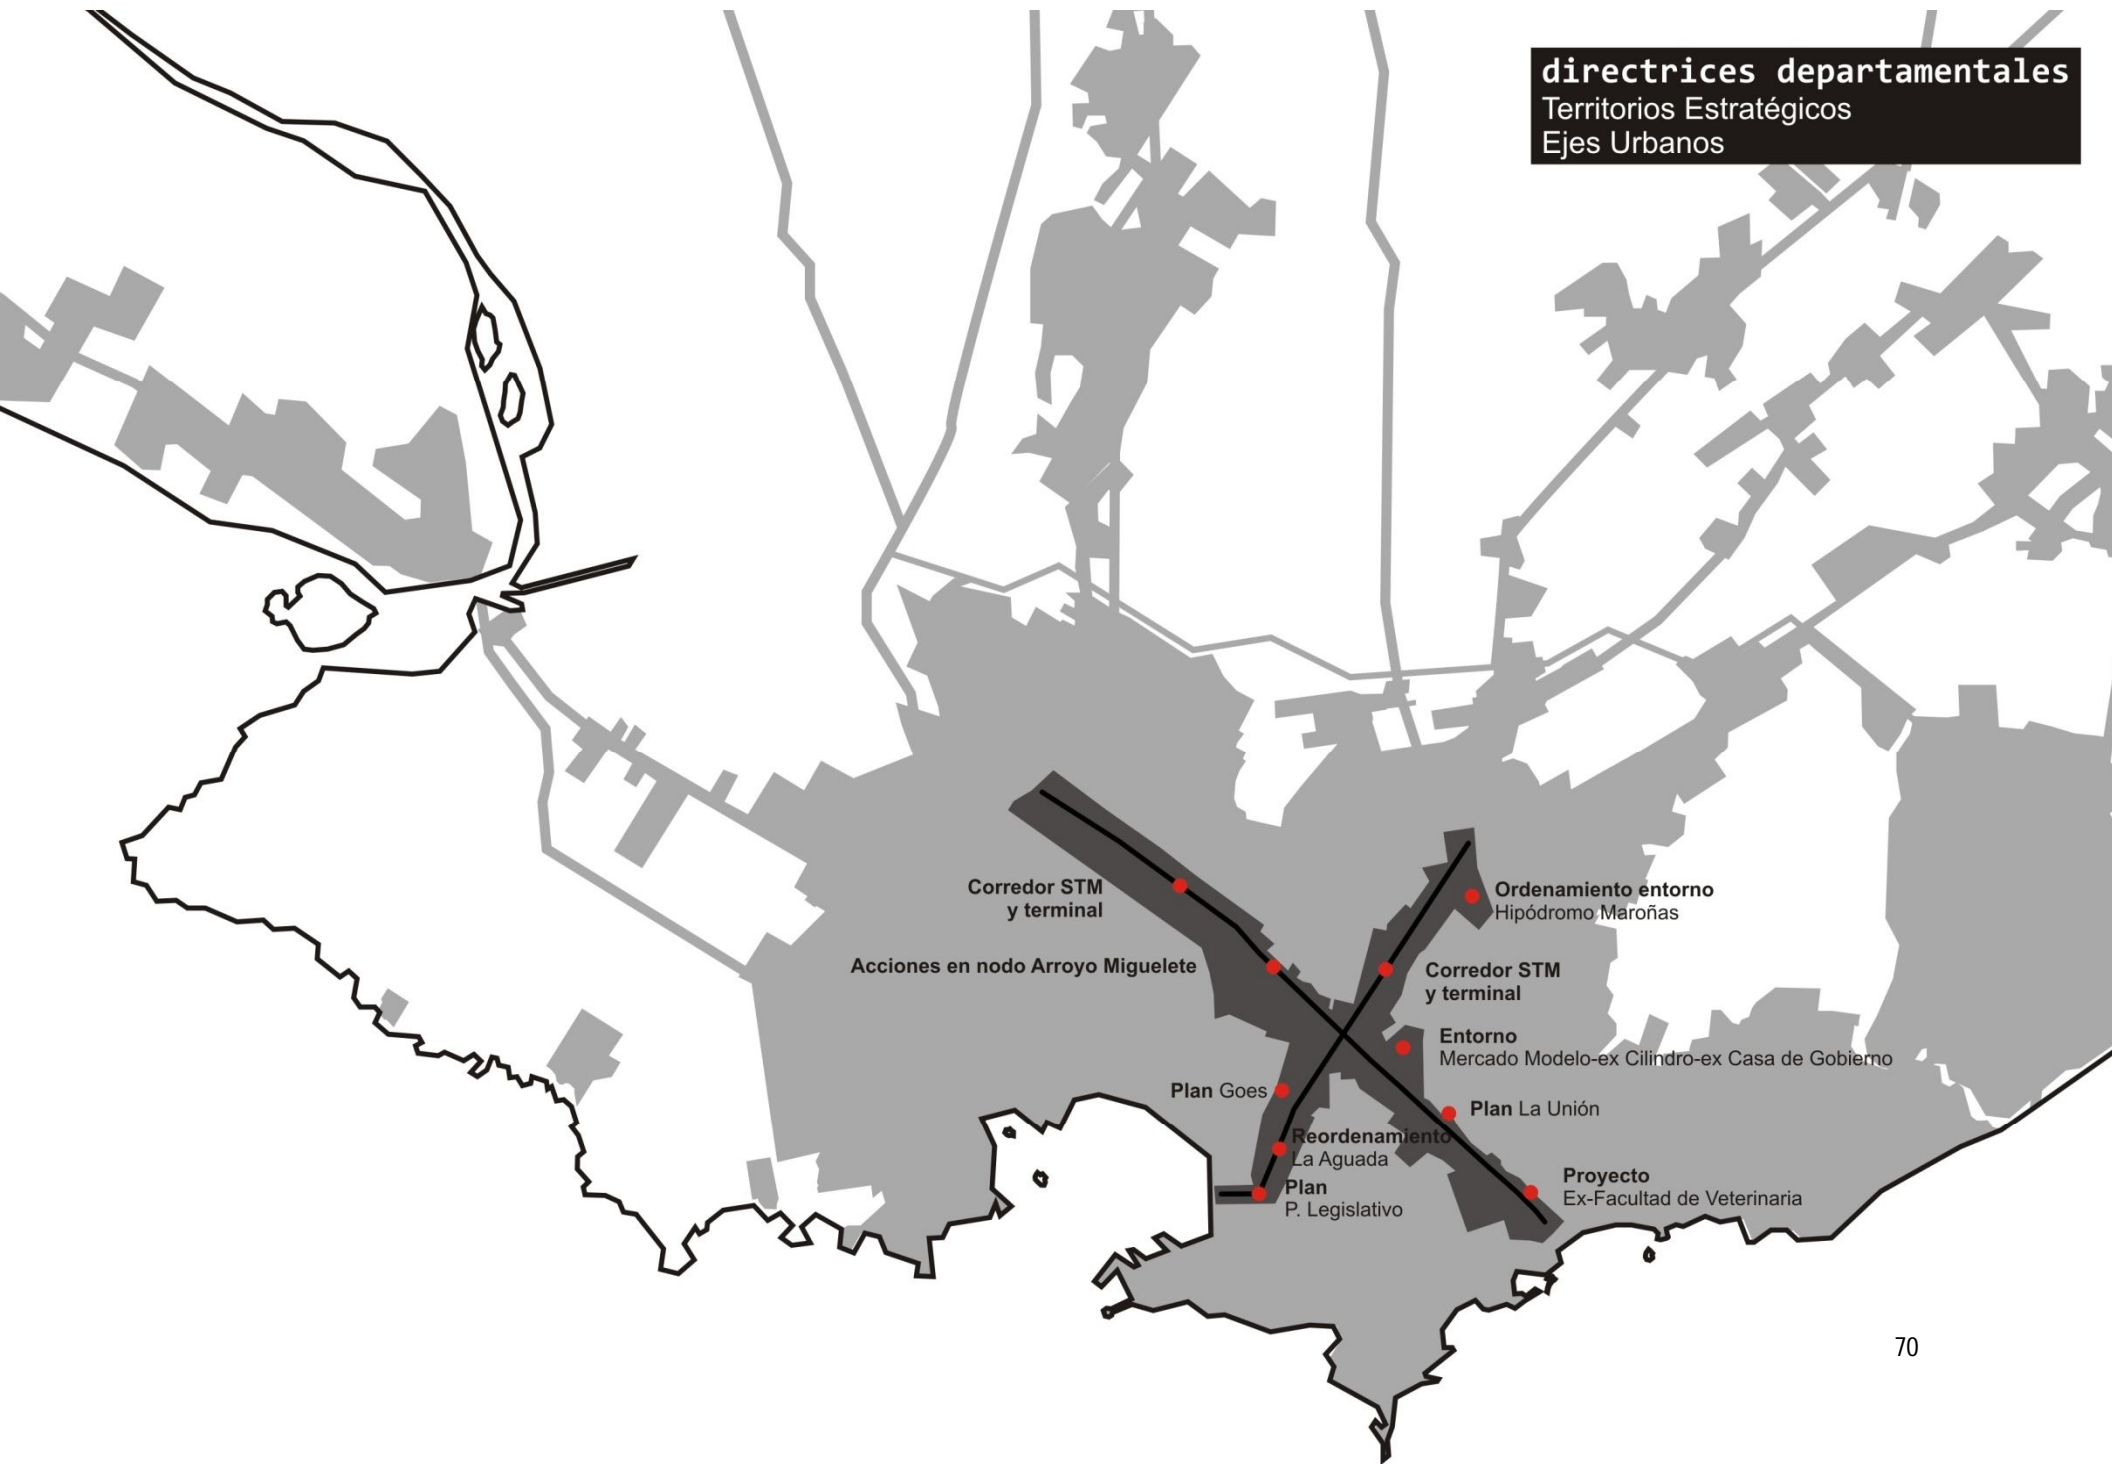 directrices departamentales
Territorios Estratégicos
Ejes Urbanos
Corredor STM
y terminal
Ordenamiento entorno
Hipódromo Maroñas
Acciones en nodo Arroyo Miguelete
Corredor STM
y terminal
Entorno
Mercado Modelo-ex Cilindro-ex Casa de Gobierno
Plan Goes
Plan La Unión
Reordenamiento
La Aguada
Proyecto
Ex-Facultad de Veterinaria
Plan
P. Legislativo
70